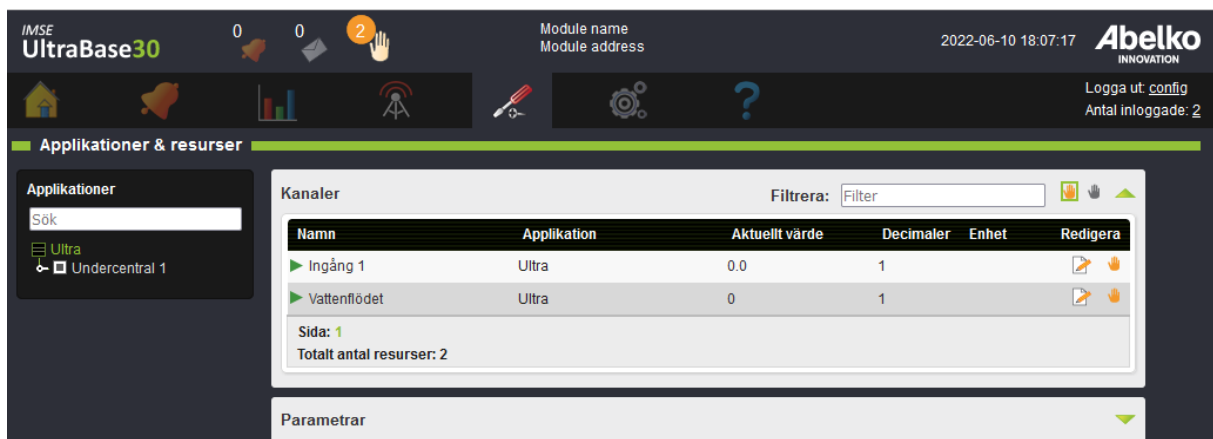 IMSE
UltraBase30
0
0
2
Module name
Module address
2022-06-10 18:07:17
Abelko
INNOVATION
Logga ut: config
Antal inloggade: 2
Applikationer & resurser
Applikationer
Sök
Ultra
Undercentral 1
Kanaler
Filtrera: Filter
Namn Applikation Aktuellt värde Decimaler Enhet Redigera
Ingång 1 Ultra 0.0 1
Vattenflödet Ultra 0 1
Sida: 1
Totalt antal resurser: 2
Parametrar